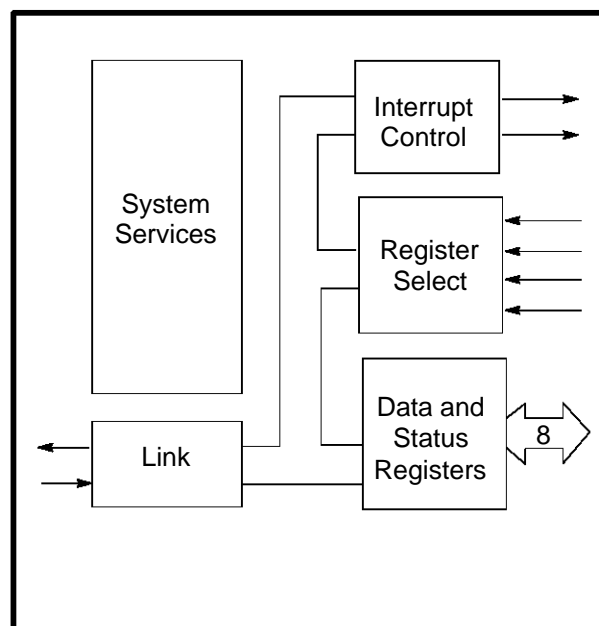 Interrupt
Control
System
Services
Register
Select
Data and
Status
Registers
8
Link